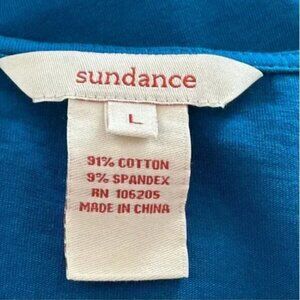 sundance
L
91% COTTON
9% SPANDEX
RN 106205
MADE IN CHINA